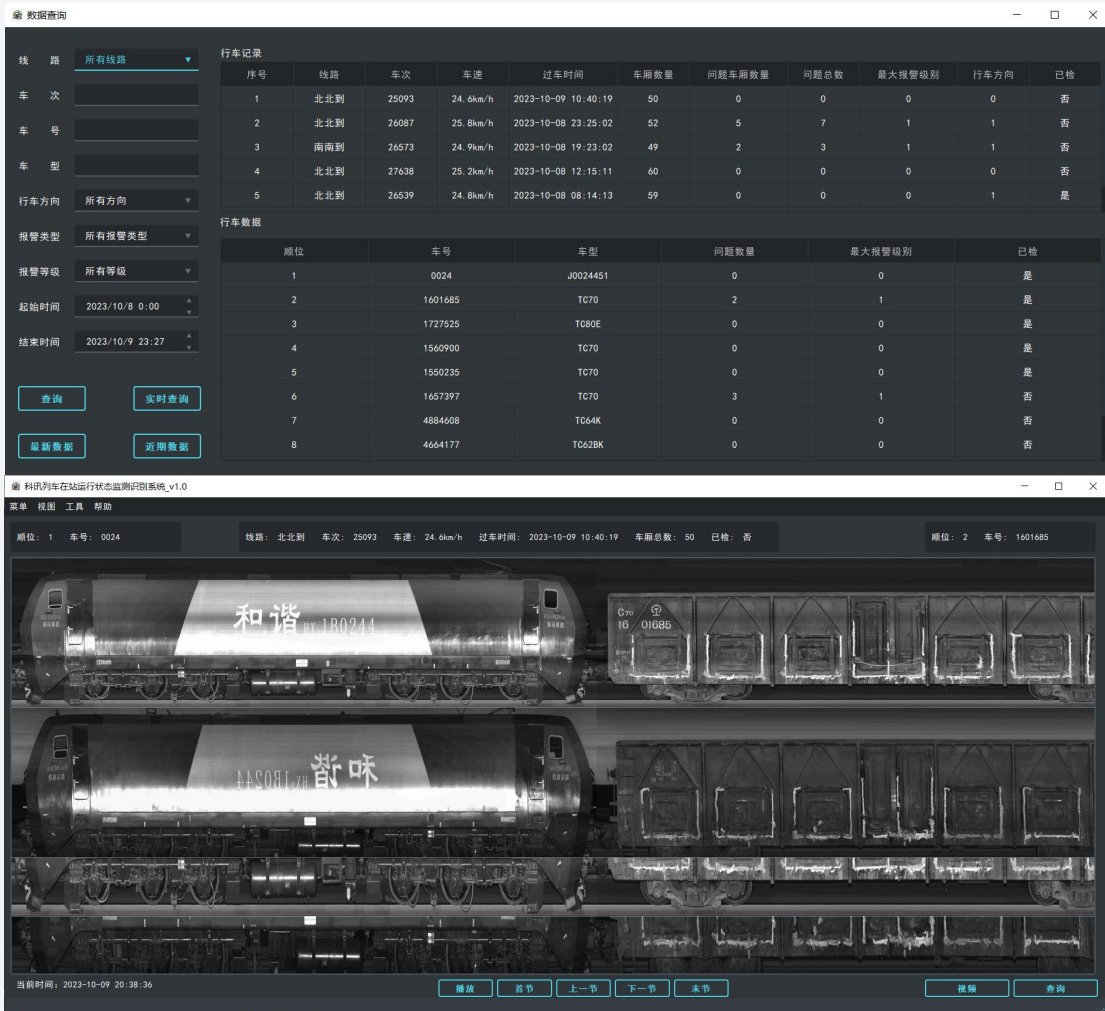 数据查询
线 路 所有线路
车 次
车 号
车 型
行车方向 所有方向
报警类型 所有报警类型
报警等级 所有等级
起始时间 2023/10/8 0:00
结束时间 2023/10/9 23:27
查询 实时查询
最新数据 近期数据
行车记录
序号 线路 车次 车速 过车时间 车厢数量 问题车厢数量 问题总数 最大报警级别 行车方向 已检
1 北北到 25093 24.6km/h 2023-10-09 10:40:19 50 0 0 0 0 否
2 北北到 26087 25.8km/h 2023-10-08 23:25:02 52 5 7 1 1 否
3 南南到 26573 24.9km/h 2023-10-08 19:23:02 49 2 3 1 1 否
4 北北到 27638 25.2km/h 2023-10-08 12:15:11 60 0 0 0 0 否
5 北北到 26539 24.8km/h 2023-10-08 08:14:13 59 0 0 0 1 是
行车数据
顺位 车号 车型 问题数量 最大报警级别 已检
1 0024 J0024451 0 0 是
2 1601685 TC70 2 1 是
3 1727525 TC80E 0 0 是
4 1560900 TC70 0 0 是
5 1550235 TC70 0 0 是
6 1657397 TC70 3 1 否
7 4884608 TC64K 0 0 否
8 4664177 TC62BK 0 0 否
科讯列车在站运行状态监测识别系统_v1.0
菜单 视图 工具 帮助
顺位: 1 车号: 0024
线路: 北北到 车次: 25093 车速: 24.6km/h 过车时间: 2023-10-09 10:40:19 车厢总数: 50 已检: 否
顺位: 2 车号: 1601685
和谐 HX 1B0244
C70
16 01685
和谐 HX 1B0244
当前时间: 2023-10-09 20:38:36
播放 首节 上一节 下一节 末节 视频 查询